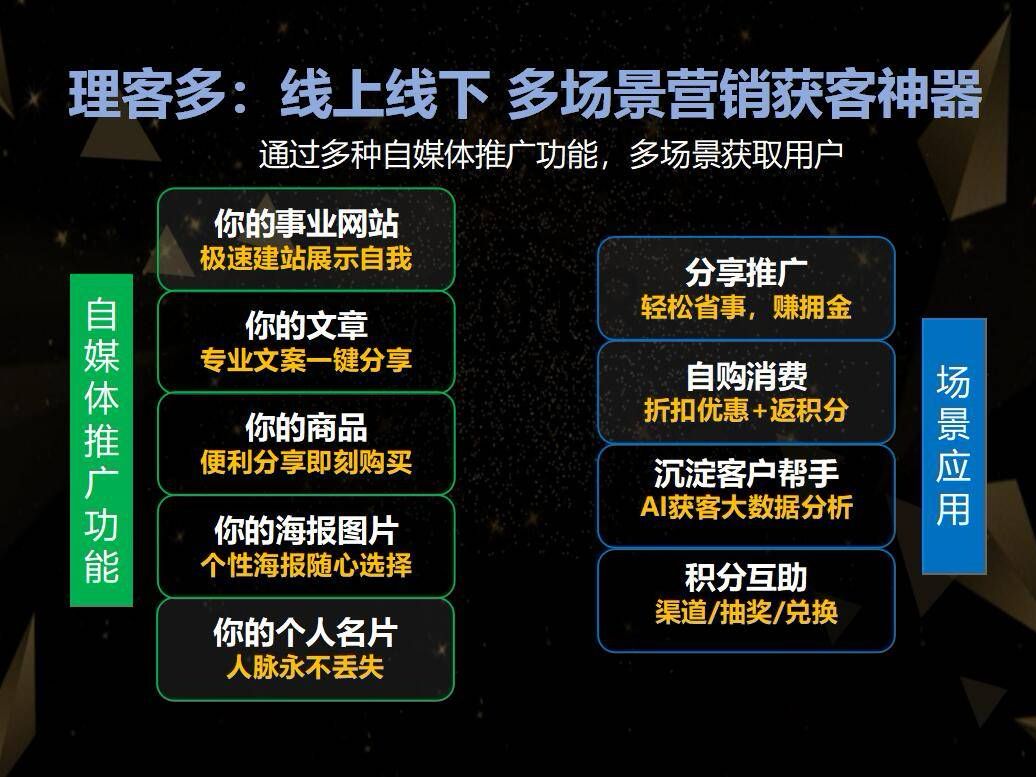 理客多：线上线下 多场景营销获客神器
通过多种自媒体推广功能，多场景获取用户
自媒体推广功能
你的事业网站
极速建站展示自我
你的文章
专业文案一键分享
你的商品
便利分享即刻购买
你的海报图片
个性海报随心选择
你的个人名片
人脉永不丢失
分享推广
轻松省事，赚拥金
自购消费
折扣优惠+返积分
沉淀客户帮手
AI获客大数据分析
积分互助
渠道/抽奖/兑换
场景应用